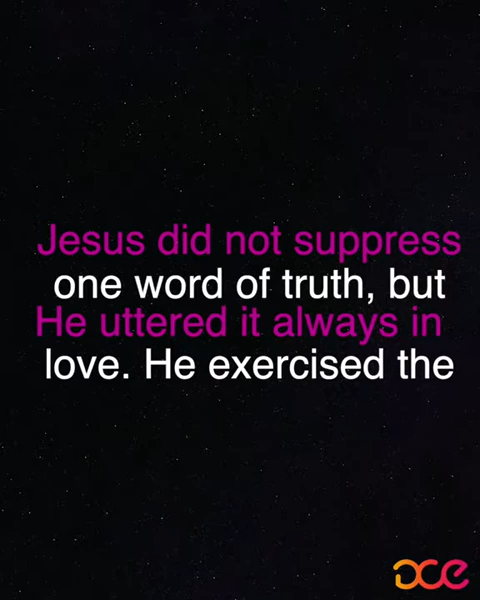 Jesus did not suppress
one word of truth, but
He uttered it always in
love. He exercised the